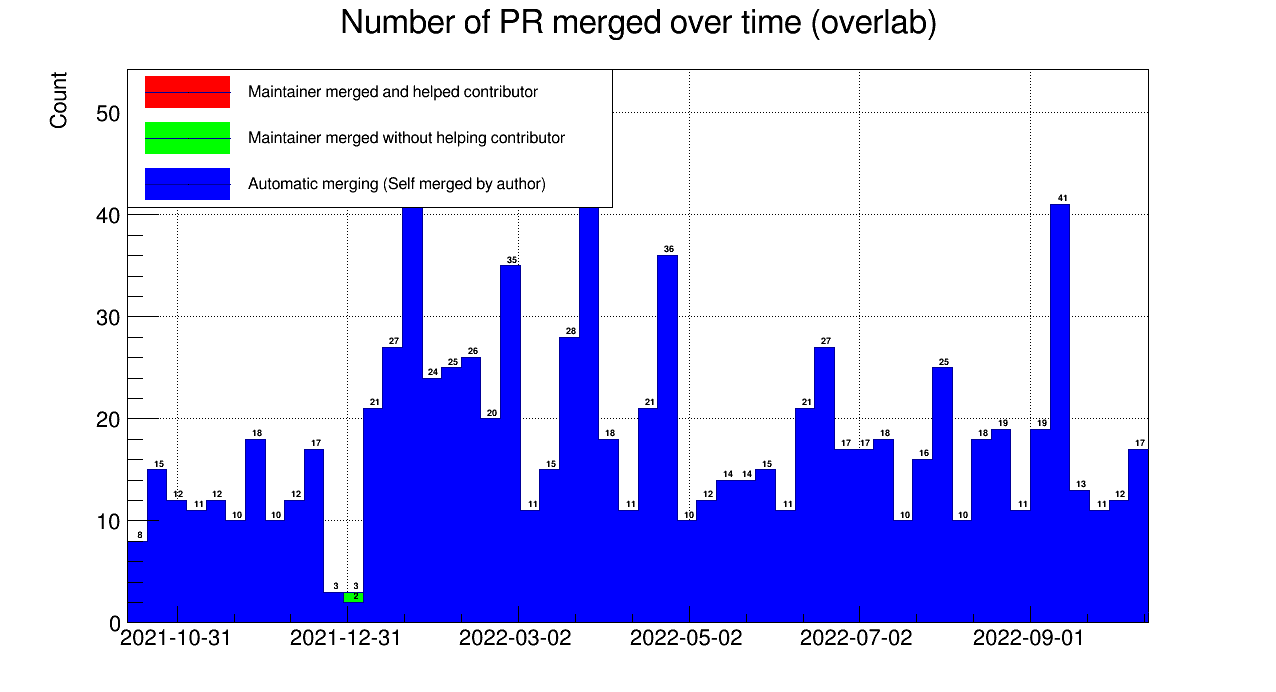 Number of PR merged over time (overlab)
Count
Maintainer merged and helped contributor
Maintainer merged without helping contributor
Automatic merging (Self merged by author)
50
40
30
20
10
0
8 15 12 11 12 10 18 10 12 17 3 3 2 21 27 24 25 26 20 35 11 15 28 18 11 21 36 10 12 14 14 15 11 21 27 17 17 18 10 16 25 10 18 19 11 19 41 13 11 12 17
2021-10-31 2021-12-31 2022-03-02 2022-05-02 2022-07-02 2022-09-01